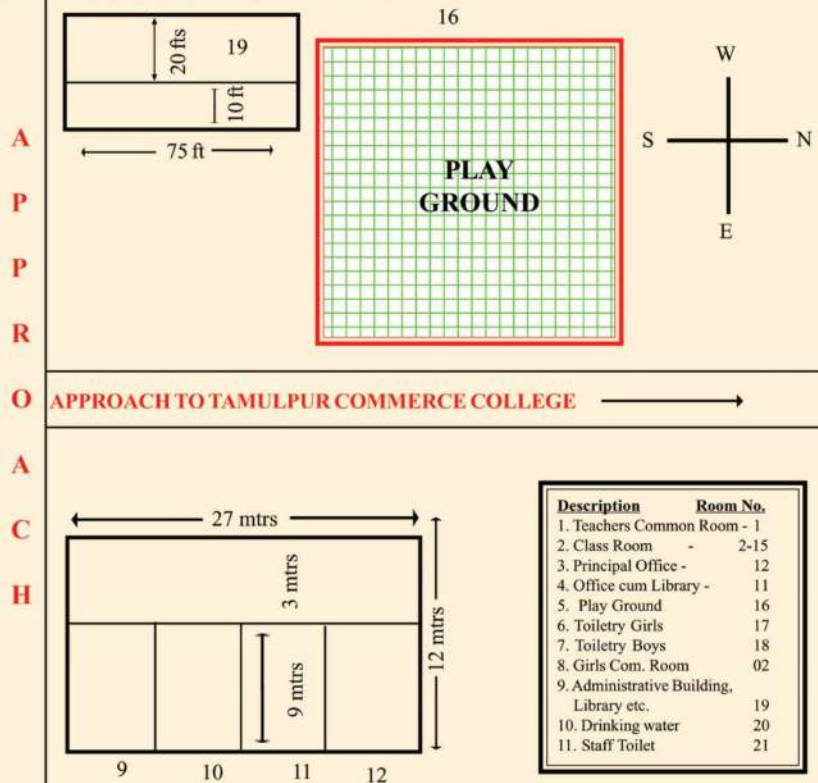 16
19
20 fts
10 ft
75 ft
PLAY
GROUND
W
S
N
E
A
P
P
R
O
A
C
H
APPROACH TO TAMULPUR COMMERCE COLLEGE
27 mtrs
3 mtrs
9 mtrs
12 mtrs
9
10
11
12
Description Room No.
1. Teachers Common Room - 1
2. Class Room - 2-15
3. Principal Office - 12
4. Office cum Library - 11
5. Play Ground 16
6. Toiletry Girls 17
7. Toiletry Boys 18
8. Girls Com. Room 02
9. Administrative Building,
Library etc. 19
10. Drinking water 20
11. Staff Toilet 21